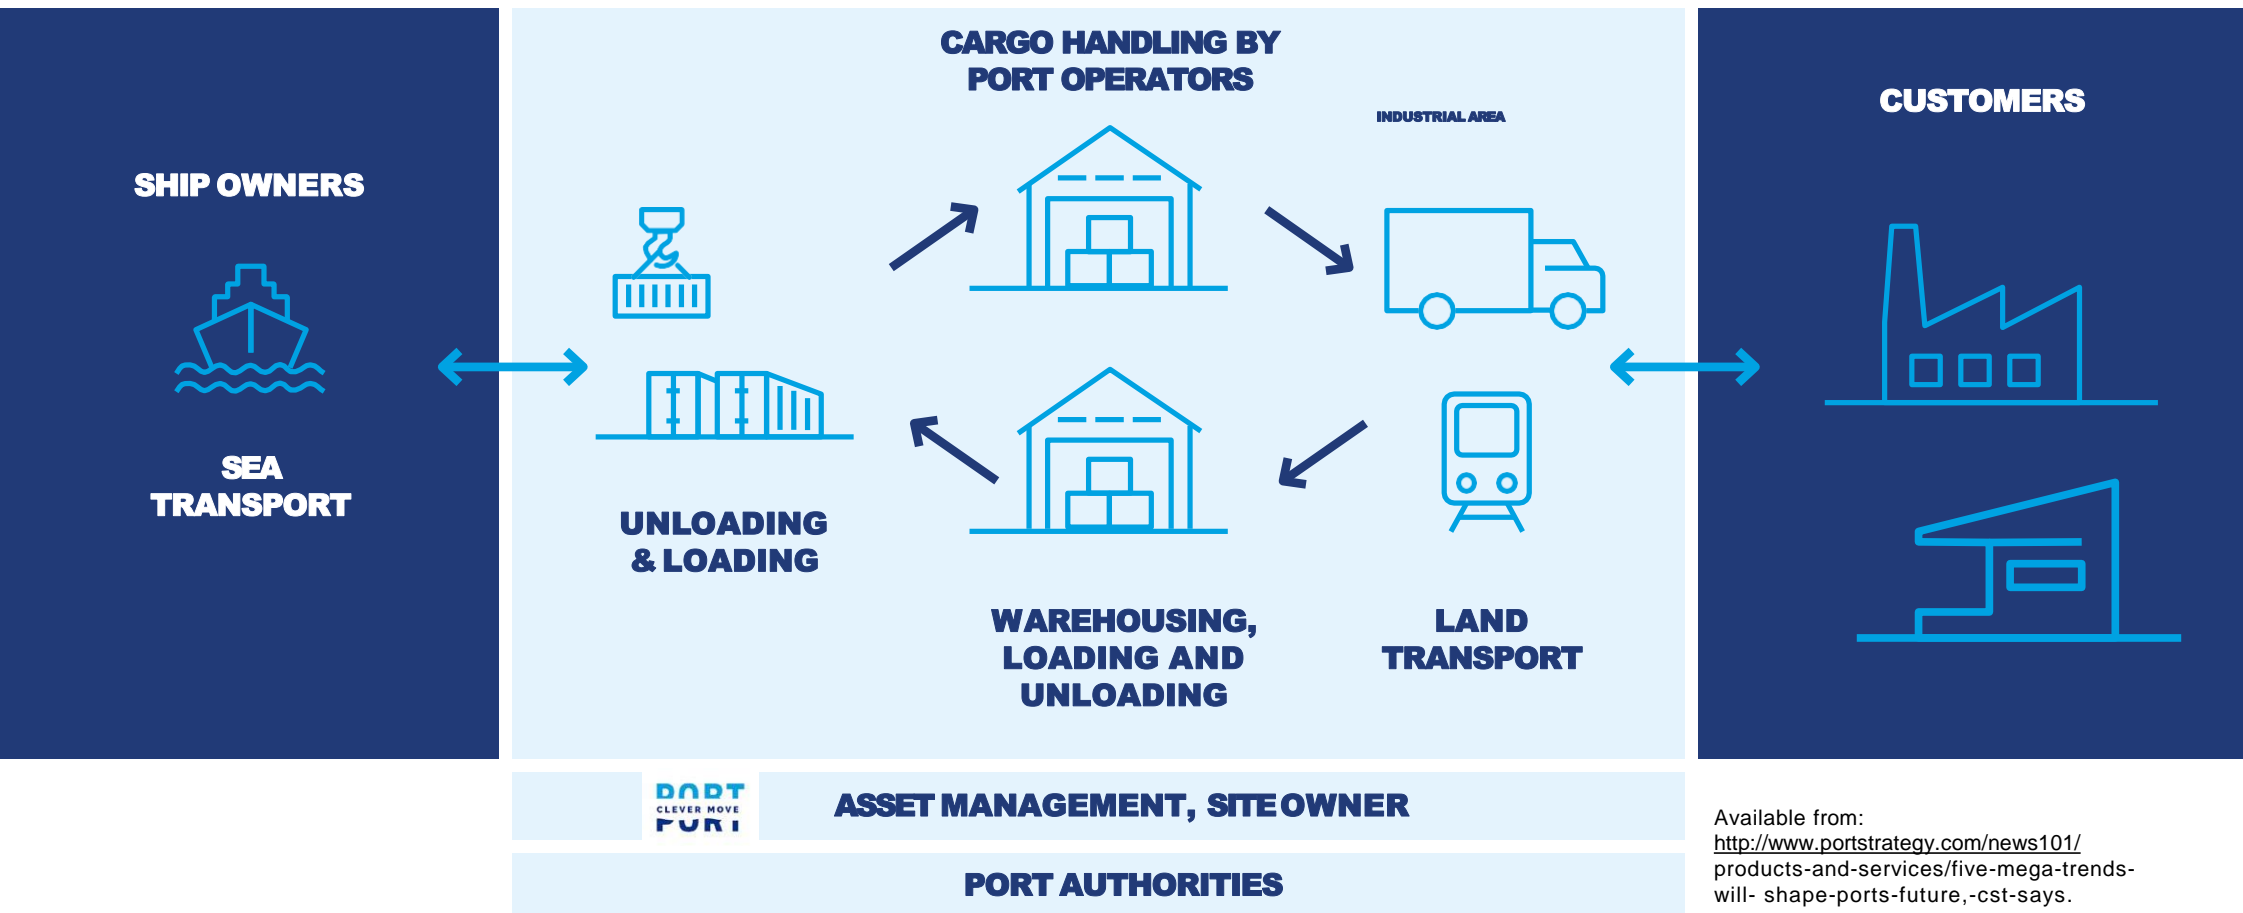 SHIP OWNERS
SEA
TRANSPORT
CARGO HANDLING BY
PORT OPERATORS
INDUSTRIAL AREA
UNLOADING
& LOADING
WAREHOUSING,
LOADING AND
UNLOADING
LAND
TRANSPORT
CUSTOMERS
PORT
CLEVER MOVE
PORT
ASSET MANAGEMENT, SITE OWNER
PORT AUTHORITIES
Available from:
http://www.portstrategy.com/news101/
products-and-services/five-mega-trends-
will- shape-ports-future,-cst-says.